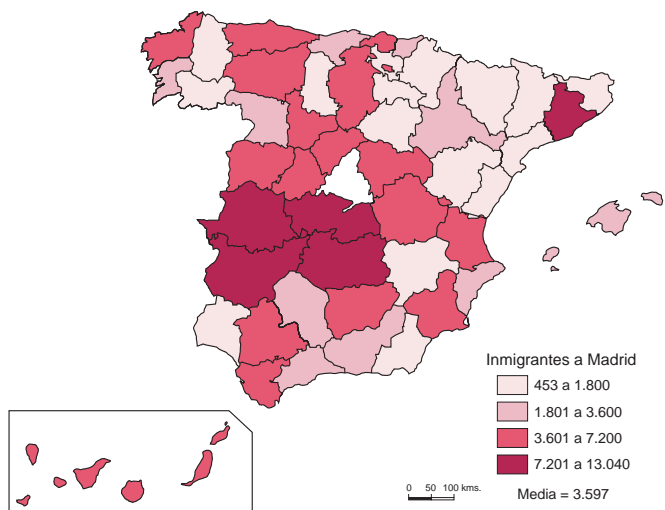 Inmigrantes a Madrid
453 a 1.800
1.801 a 3.600
3.601 a 7.200
7.201 a 13.040
0 50 100 kms.
Media = 3.597